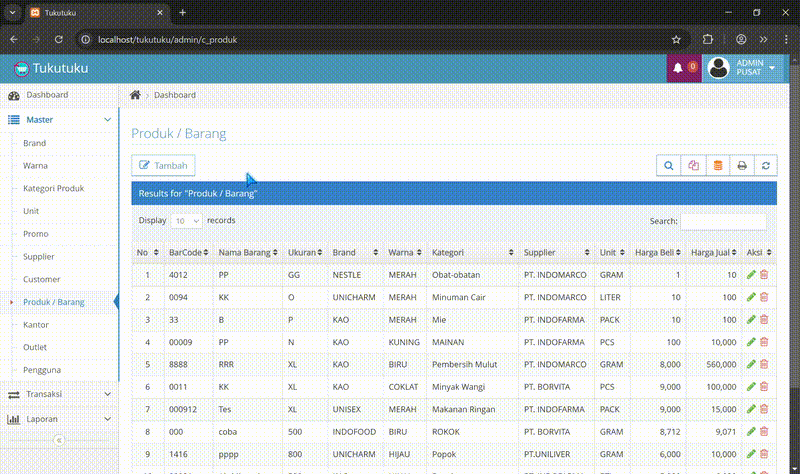 Tukutuku
localhost/tukutuku/admin/c_produk
Tukutuku
0
ADMIN
PUSAT
Dashboard
Master
Brand
Warna
Kategori Produk
Unit
Promo
Supplier
Customer
Produk / Barang
Kantor
Outlet
Pengguna
Transaksi
Laporan
Dashboard
Produk / Barang
Tambah
Results for "Produk / Barang"
Display 10 records Search:
No BarCode Nama Barang Ukuran Brand Warna Kategori Supplier Unit Harga Beli Harga Jual Aksi
1 4012 PP GG NESTLE MERAH Obat-obatan PT. INDOMARCO GRAM 1 10
2 0094 KK O UNICHARM MERAH Minuman Cair PT. INDOMARCO LITER 10 100
3 33 B P KAO MERAH Mie PT. INDOFARMA PACK 10 100
4 00009 PP N KAO KUNING MAINAN PT. INDOFARMA PCS 100 10,000
5 8888 RRR XL KAO BIRU Pembersih Mulut PT. INDOMARCO GRAM 8,000 560,000
6 0011 KK XL KAO COKLAT Minyak Wangi PT. BORVITA PCS 9,000 100,000
7 000912 Tes XL UNISEX MERAH Makanan Ringan PT. INDOFARMA PACK 9,000 15,000
8 000 coba 500 INDOFOOD BIRU ROKOK PT. BORVITA GRAM 8,712 9,071
9 1416 pppp 800 UNICHARM HIJAU Popok PT.UNILIVER GRAM 6,000 10,000